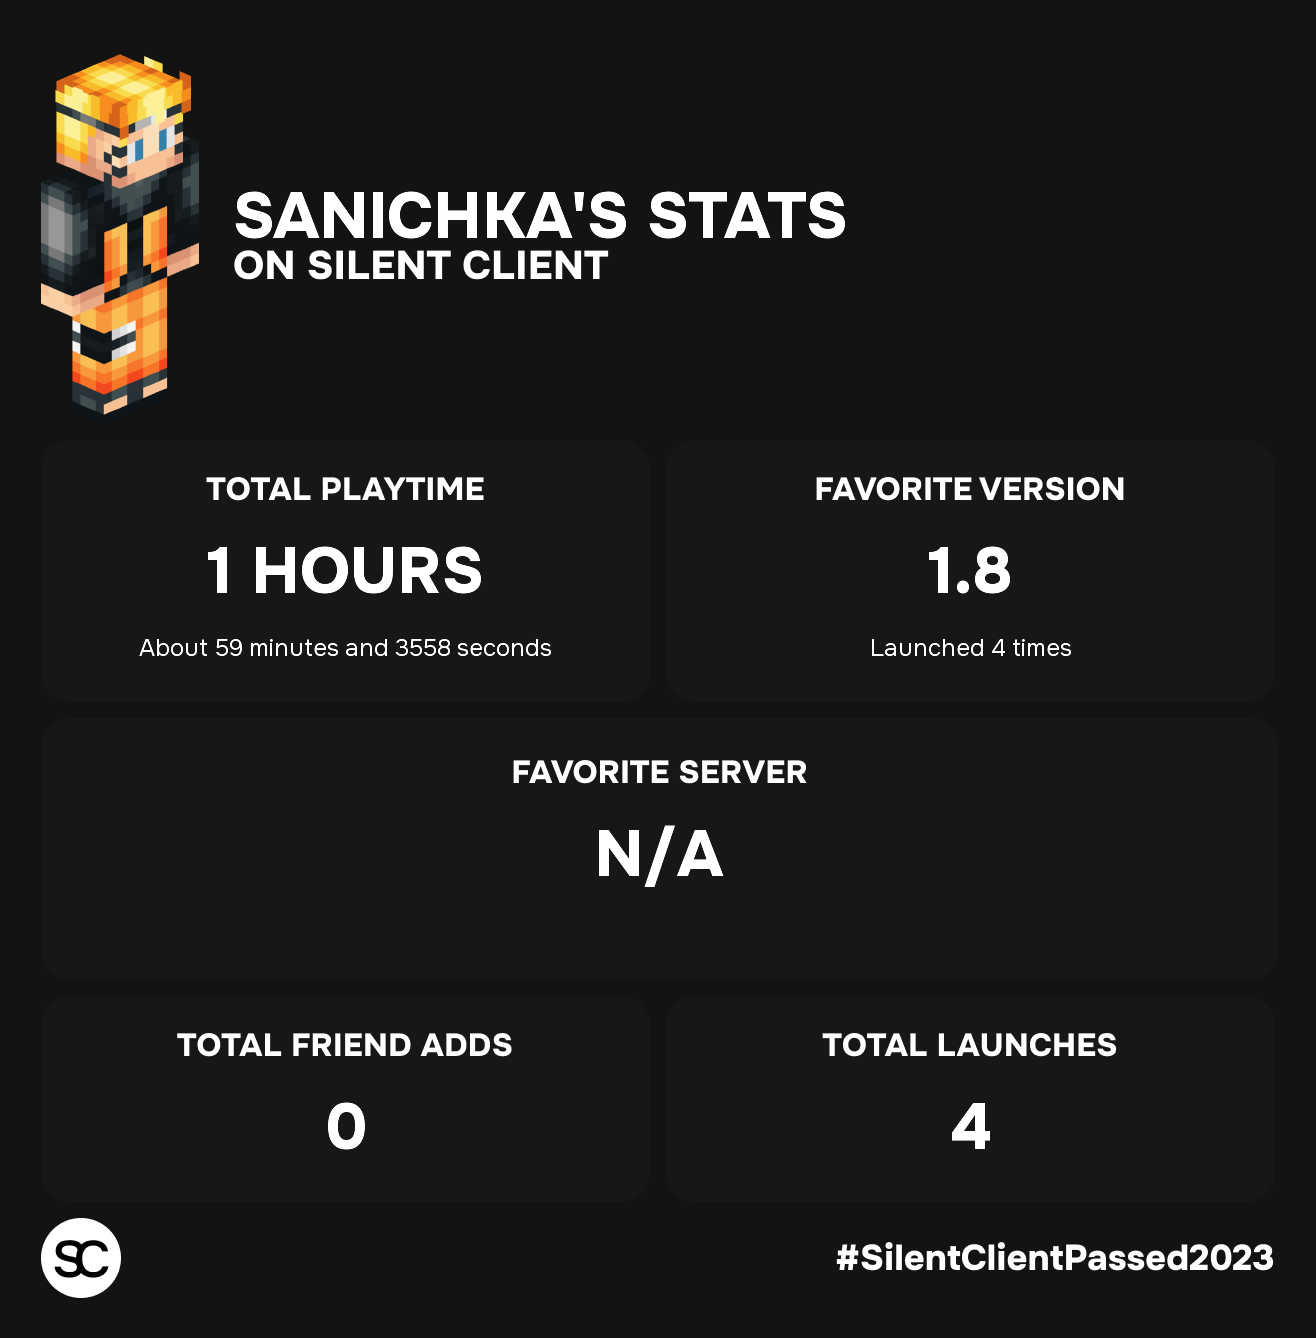 SANICHKA'S STATS
ON SILENT CLIENT
TOTAL PLAYTIME
1 HOURS
About 59 minutes and 3558 seconds
FAVORITE VERSION
1.8
Launched 4 times
FAVORITE SERVER
N/A
TOTAL FRIEND ADDS
0
TOTAL LAUNCHES
4
SC
#SilentClientPassed2023